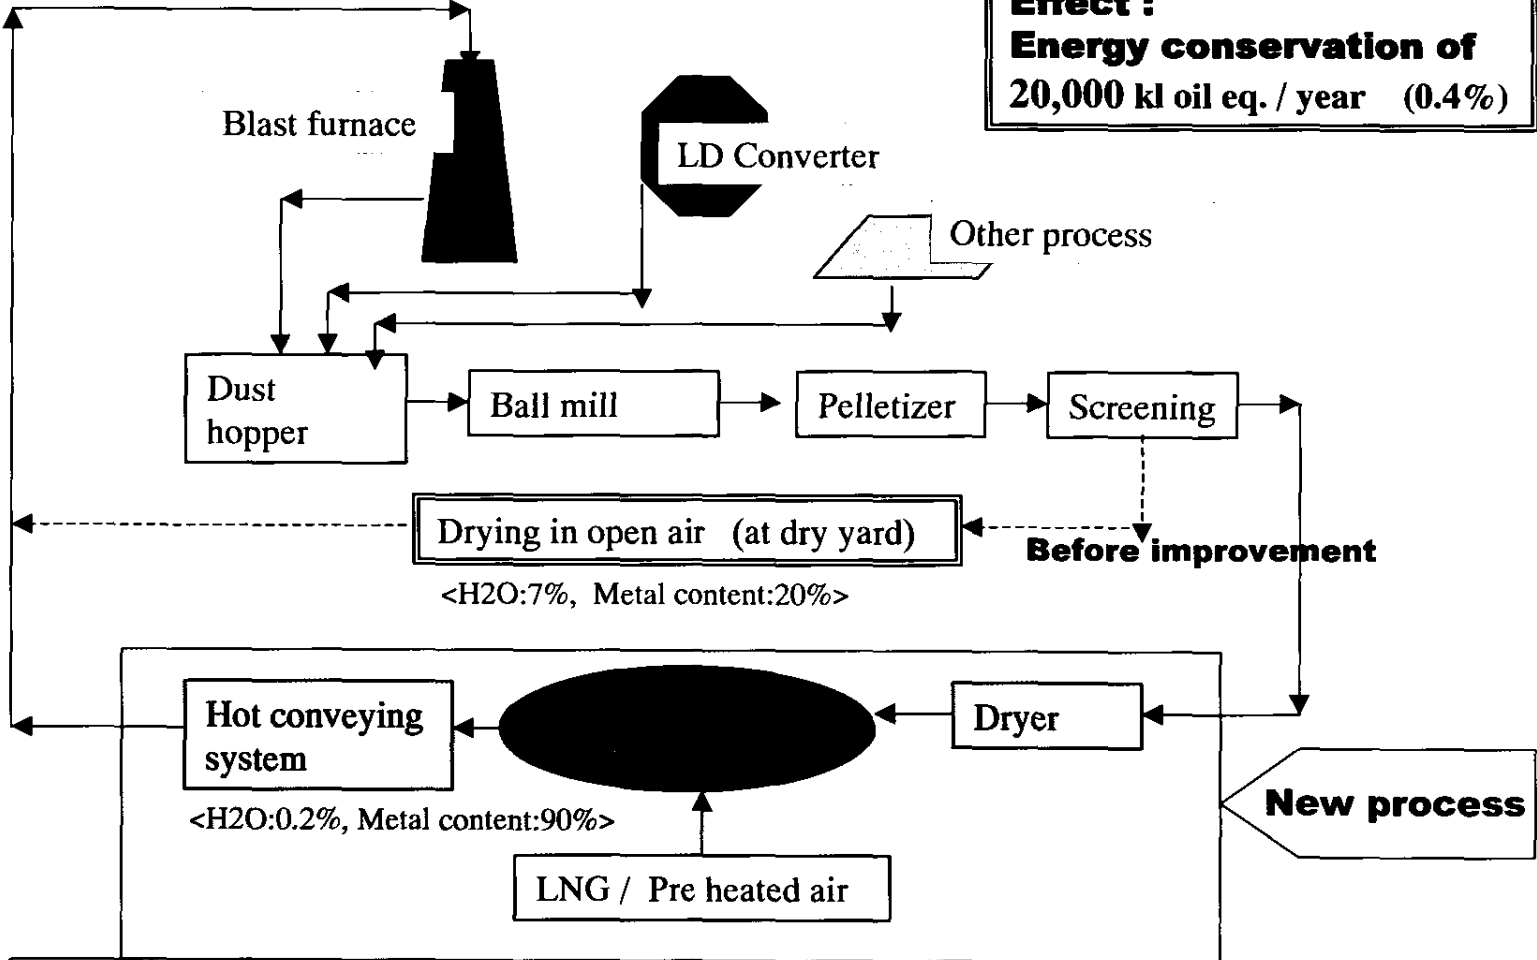 Effect :
Energy conservation of
20,000 kl oil eq. / year (0.4%)
Blast furnace
LD Converter
Other process
Dust
hopper
Ball mill
Pelletizer
Screening
Drying in open air (at dry yard)
Before improvement
<H2O:7%, Metal content:20%>
Hot conveying
system
Dryer
<H2O:0.2%, Metal content:90%>
New process
LNG / Pre heated air